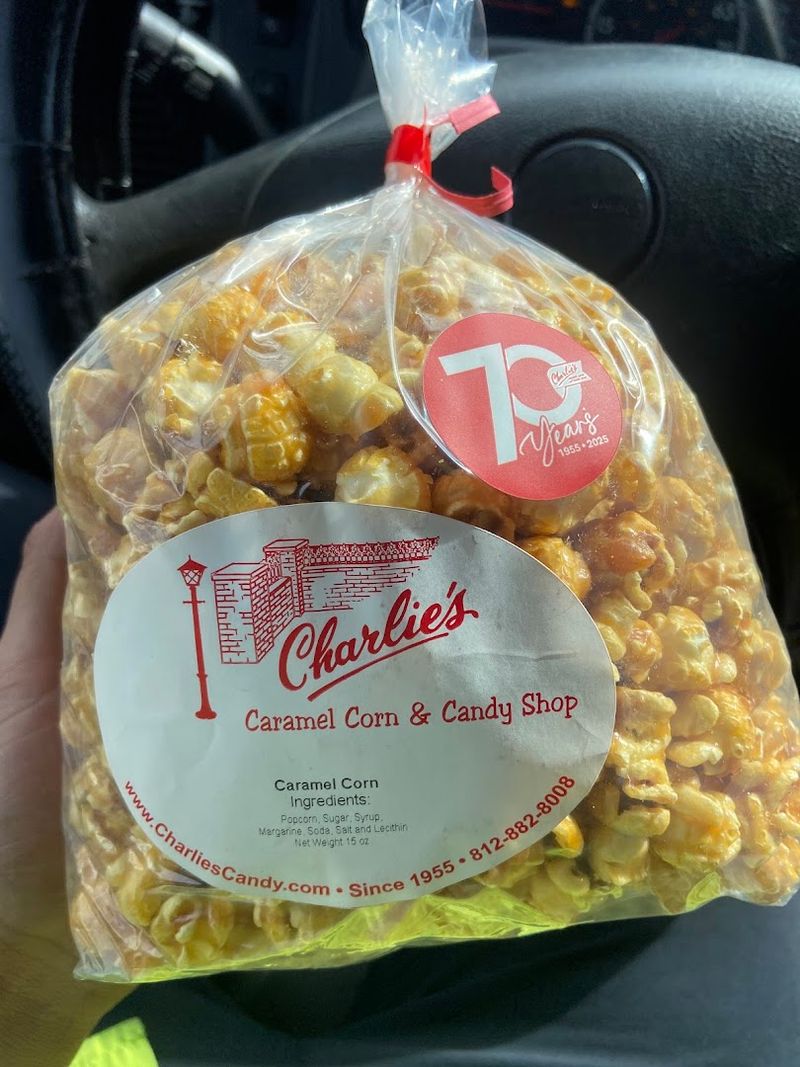 70
Charlie's
Years
1955 • 2025
Charlie's
Caramel Corn & Candy Shop
Caramel Corn
Ingredients:
Popcorn, Sugar, Syrup,
Margarine, Soda, Salt and Lecithin
Net Weight 15 oz
www.CharliesCandy.com • Since 1955 • 812-882-8008